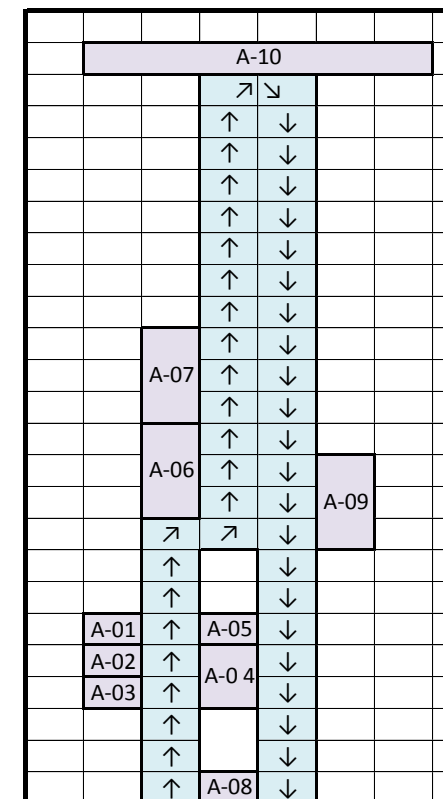 A-10
↗ ↘
↑ ↓
↑ ↓
↑ ↓
↑ ↓
↑ ↓
↑ ↓
↑ ↓
↑ ↓
A-07 ↑ ↓
↑ ↓
↑ ↓
A-06 ↑ ↓
↑ ↓ A-09
↗ ↗ ↓
↑ ↓
↑ ↓
A-01 ↑ A-05 ↓
A-02 ↑ A-0 4 ↓
A-03 ↑ ↓
↑ ↓
↑ ↓
↑ A-08 ↓